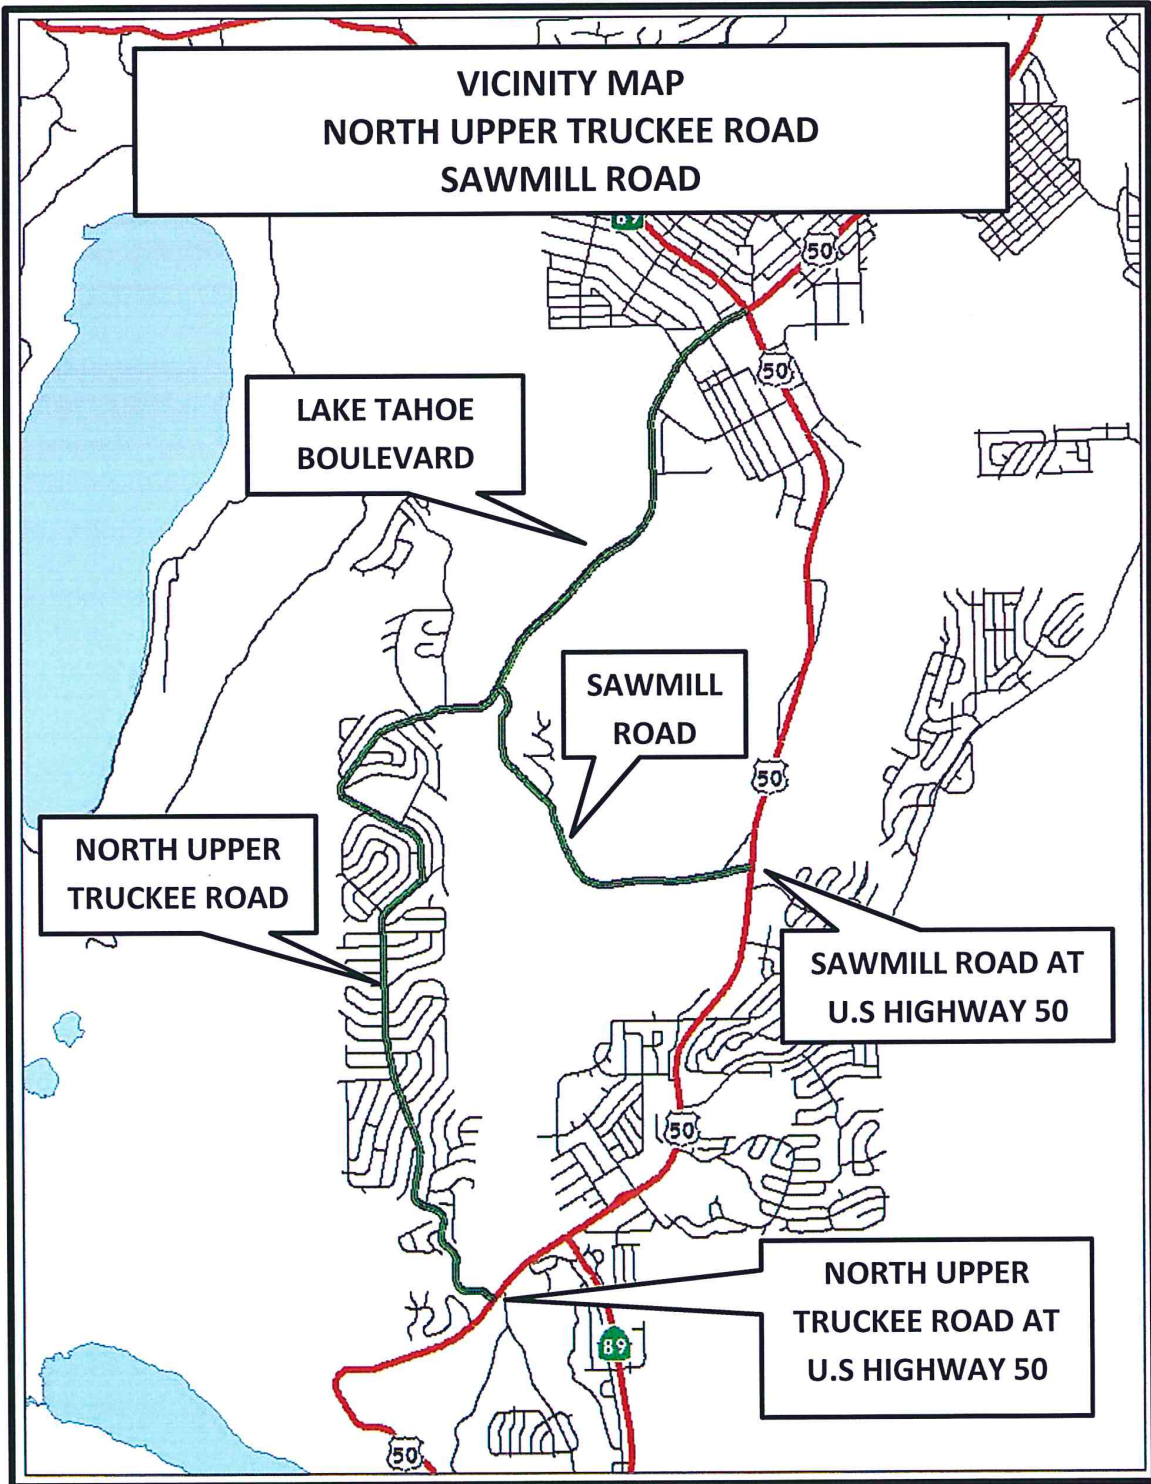 VICINITY MAP
NORTH UPPER TRUCKEE ROAD
SAWMILL ROAD
50
50
LAKE TAHOE
BOULEVARD
SAWMILL
ROAD
50
NORTH UPPER
TRUCKEE ROAD
SAWMILL ROAD AT
U.S HIGHWAY 50
50
NORTH UPPER
TRUCKEE ROAD AT
U.S HIGHWAY 50
89
50